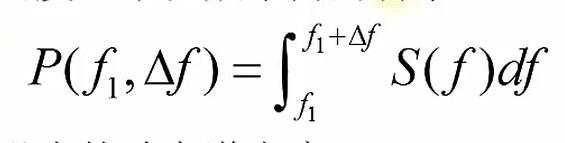 P(f₁, Δf) = ∫_{f₁}^{f₁+Δf} S(f)df